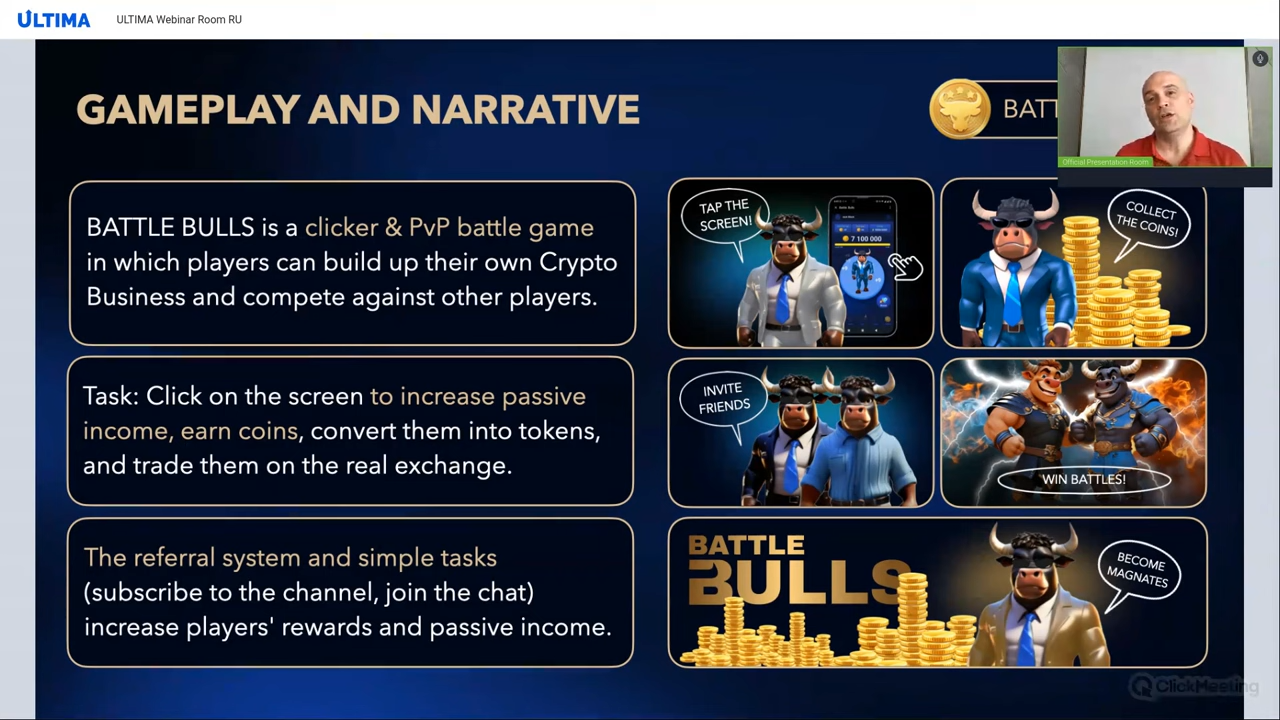 ULTIMA
ULTIMA Webinar Room RU
GAMEPLAY AND NARRATIVE
BATT
Official Presentation Room
BATTLE BULLS is a clicker & PvP battle game
in which players can build up their own Crypto
Business and compete against other players.
TAP THE
SCREEN!
7 100 000
COLLECT
THE COINS!
Task: Click on the screen to increase passive
income, earn coins, convert them into tokens,
and trade them on the real exchange.
INVITE
FRIENDS
WIN BATTLES!
The referral system and simple tasks
(subscribe to the channel, join the chat)
increase players' rewards and passive income.
BATTLE
BULLS
BECOME
MAGNATES
ClickMeeting